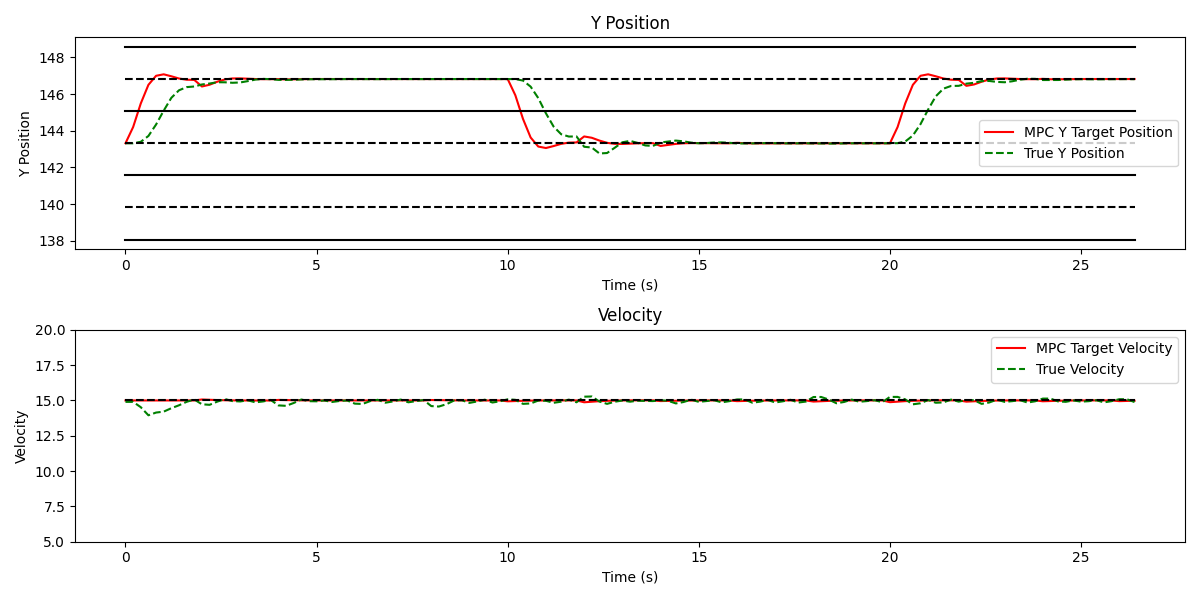 Y Position
148
146
144
142
140
138
Y Position
MPC Y Target Position
True Y Position
0 5 10 15 20 25
Time (s)
Velocity
20.0
17.5
15.0
12.5
10.0
7.5
5.0
Velocity
MPC Target Velocity
True Velocity
0 5 10 15 20 25
Time (s)